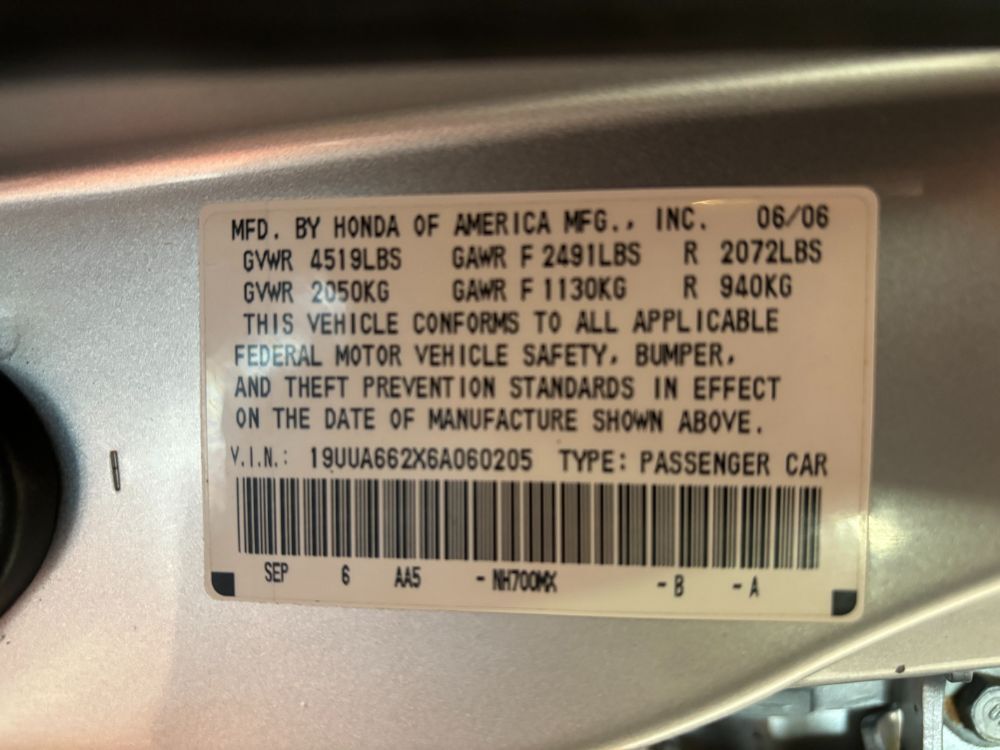 MFD. BY HONDA OF AMERICA MFG., INC. 06/06
GVWR 4519LBS GAWR F 2491LBS R 2072LBS
GVWR 2050KG GAWR F 1130KG R 940KG
THIS VEHICLE CONFORMS TO ALL APPLICABLE
FEDERAL MOTOR VEHICLE SAFETY, BUMPER,
AND THEFT PREVENTION STANDARDS IN EFFECT
ON THE DATE OF MANUFACTURE SHOWN ABOVE.
V.I.N.: 19UUA662X6A060205 TYPE: PASSENGER CAR
SEP 6 AA5 -NH700MX -B -A